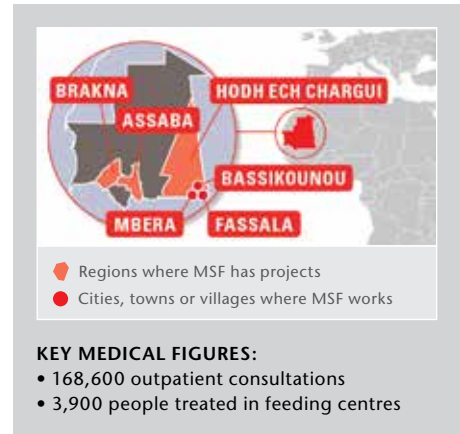 BRAKNA
HODH ECH CHARGUI
ASSABA
BASSIKOUNOU
MBERA
FASSALA
Regions where MSF has projects
Cities, towns or villages where MSF works
KEY MEDICAL FIGURES:
• 168,600 outpatient consultations
• 3,900 people treated in feeding centres